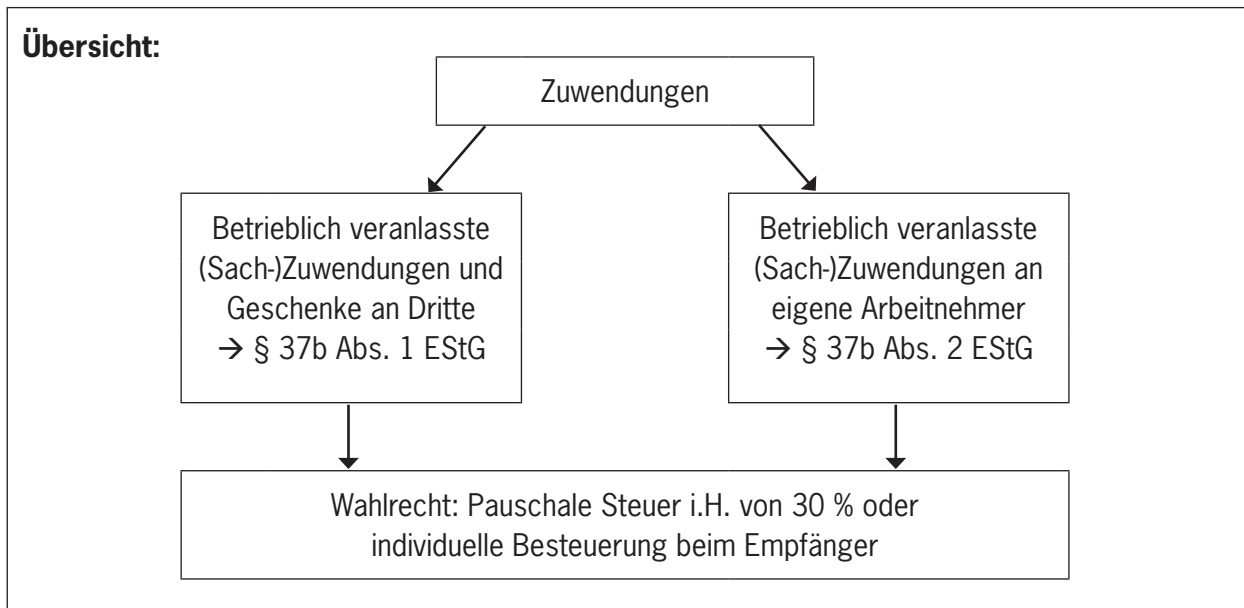 Übersicht:
Zuwendungen
Betrieblich veranlasste
(Sach-)Zuwendungen und
Geschenke an Dritte
→ § 37b Abs. 1 EStG
Betrieblich veranlasste
(Sach-)Zuwendungen an
eigene Arbeitnehmer
→ § 37b Abs. 2 EStG
Wahlrecht: Pauschale Steuer i.H. von 30 % oder
individuelle Besteuerung beim Empfänger